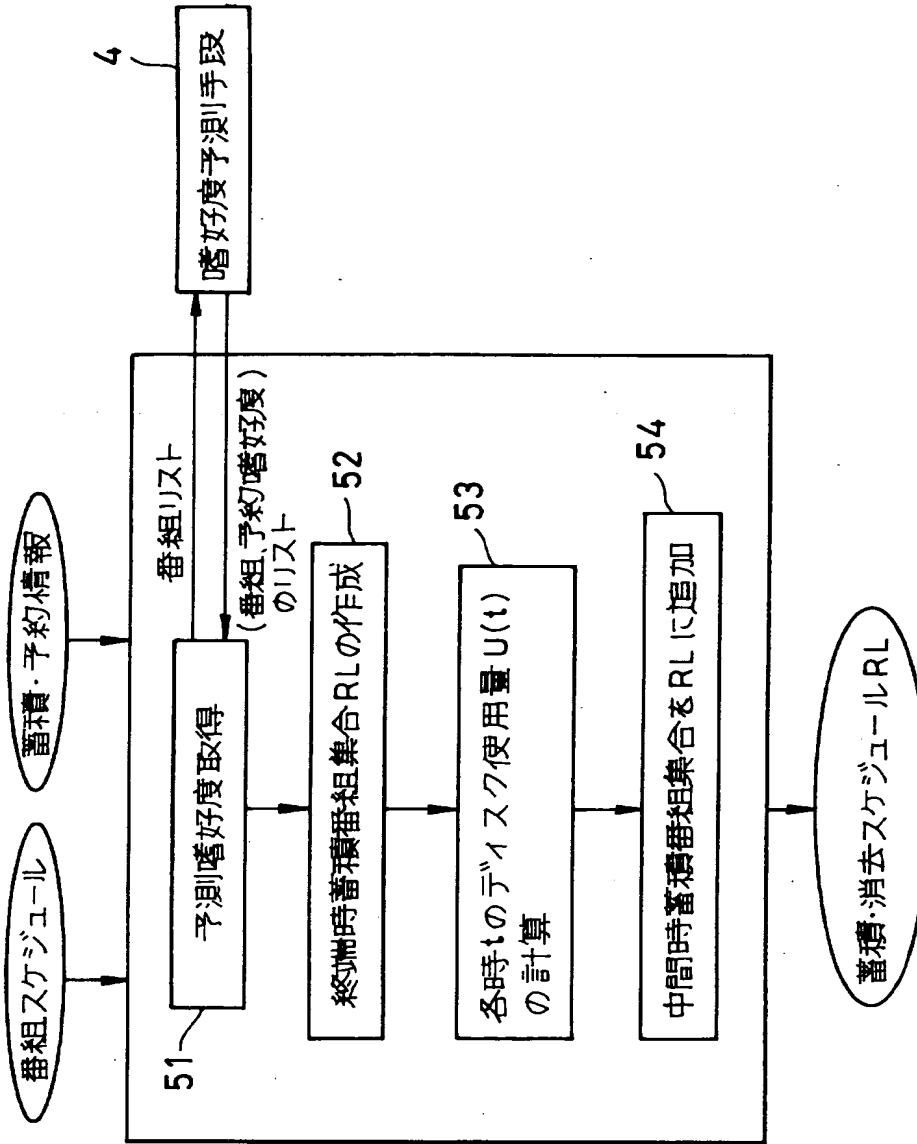 番組スケジュール
蓄積・予約情報
51
予測嗜好度取得
番組リスト
(番組、予約嗜好度)
のリスト
4
嗜好度予測手段
52
終端時蓄積番組集合RLの作成
53
各時tのディスク使用量U(t)
の計算
54
中間時蓄積番組集合をRLに追加
蓄積・消去スケジュールRL